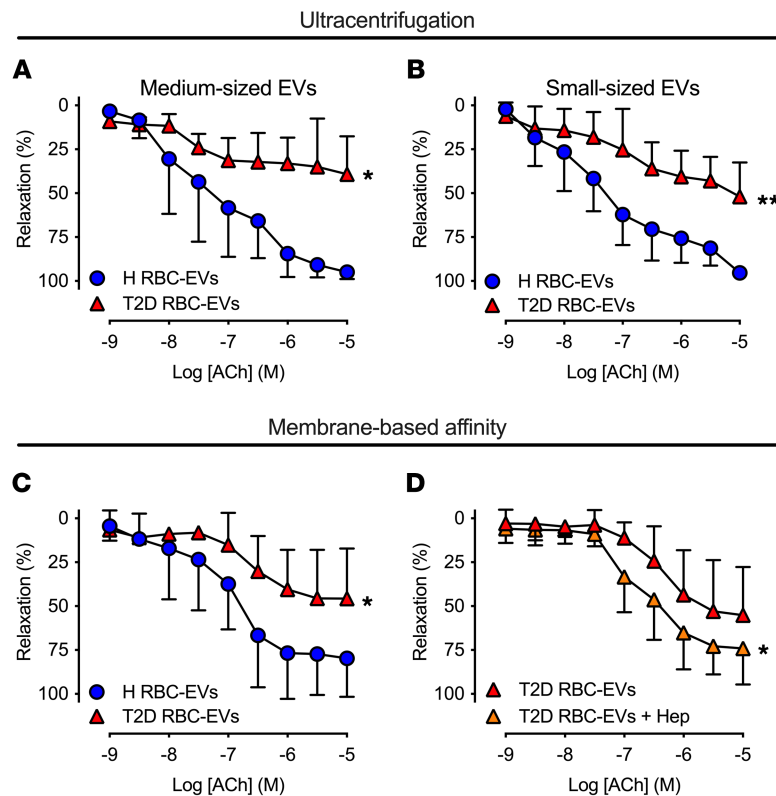 Ultracentrifugation
A
Medium-sized EVs
0
25
50
75
100
Relaxation (%)
*
H RBC-EVs
T2D RBC-EVs
-9 -8 -7 -6 -5
Log [ACh] (M)
B
Small-sized EVs
0
25
50
75
100
Relaxation (%)
**
H RBC-EVs
T2D RBC-EVs
-9 -8 -7 -6 -5
Log [ACh] (M)
Membrane-based affinity
C
0
25
50
75
100
Relaxation (%)
*
H RBC-EVs
T2D RBC-EVs
-9 -8 -7 -6 -5
Log [ACh] (M)
D
0
25
50
75
100
Relaxation (%)
*
T2D RBC-EVs
T2D RBC-EVs + Hep
-9 -8 -7 -6 -5
Log [ACh] (M)